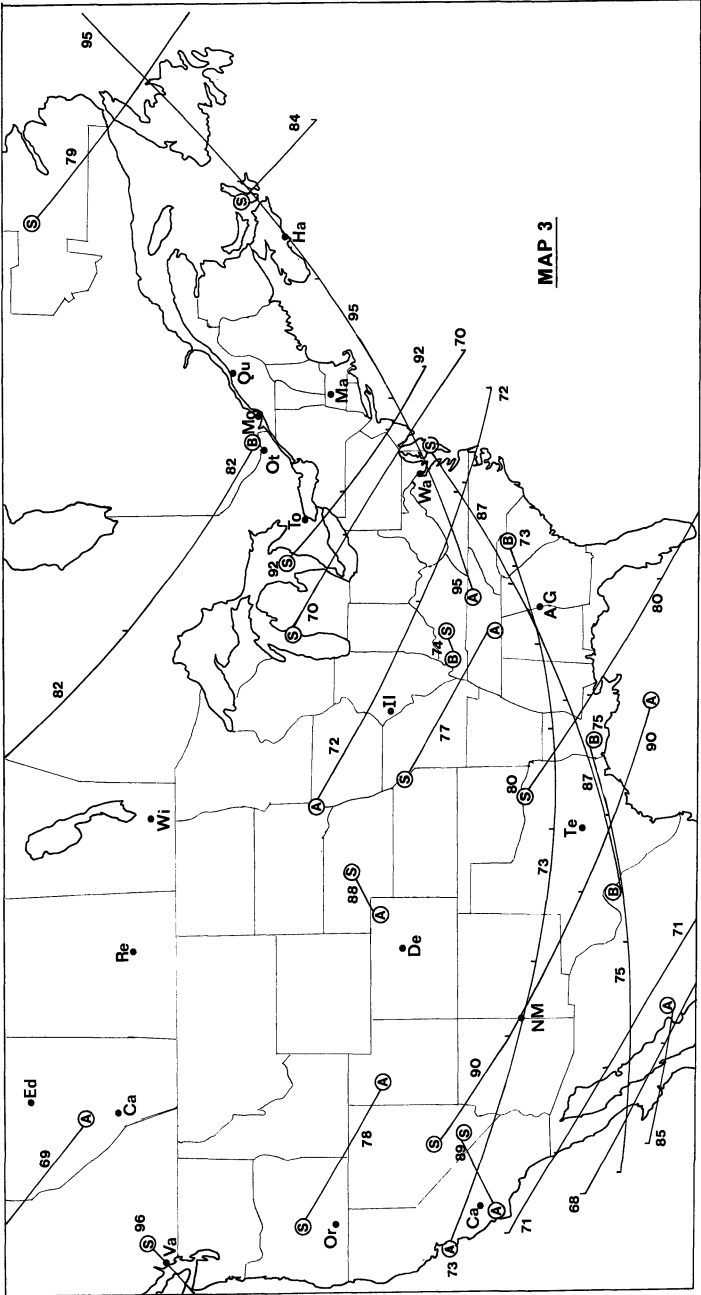 Ed
S
69
82
79
A
95
Ca
Re
96
S
Wi
Va
82
S
Qu
Mo
B
Ot
92
S
S
84
Ha
To
S
70
A
Or
72
Ma
88
S
95
78
A
A
Il
S
De
Wa
S
S
74
S
B
77
92
73
A
95
A
89
S
70
Ca
A
90
87
A
72
B
73
80
S
71
NM
73
MAP 3
A G
Te
68
87
B
75
B
75
90
A
80
85
A
71